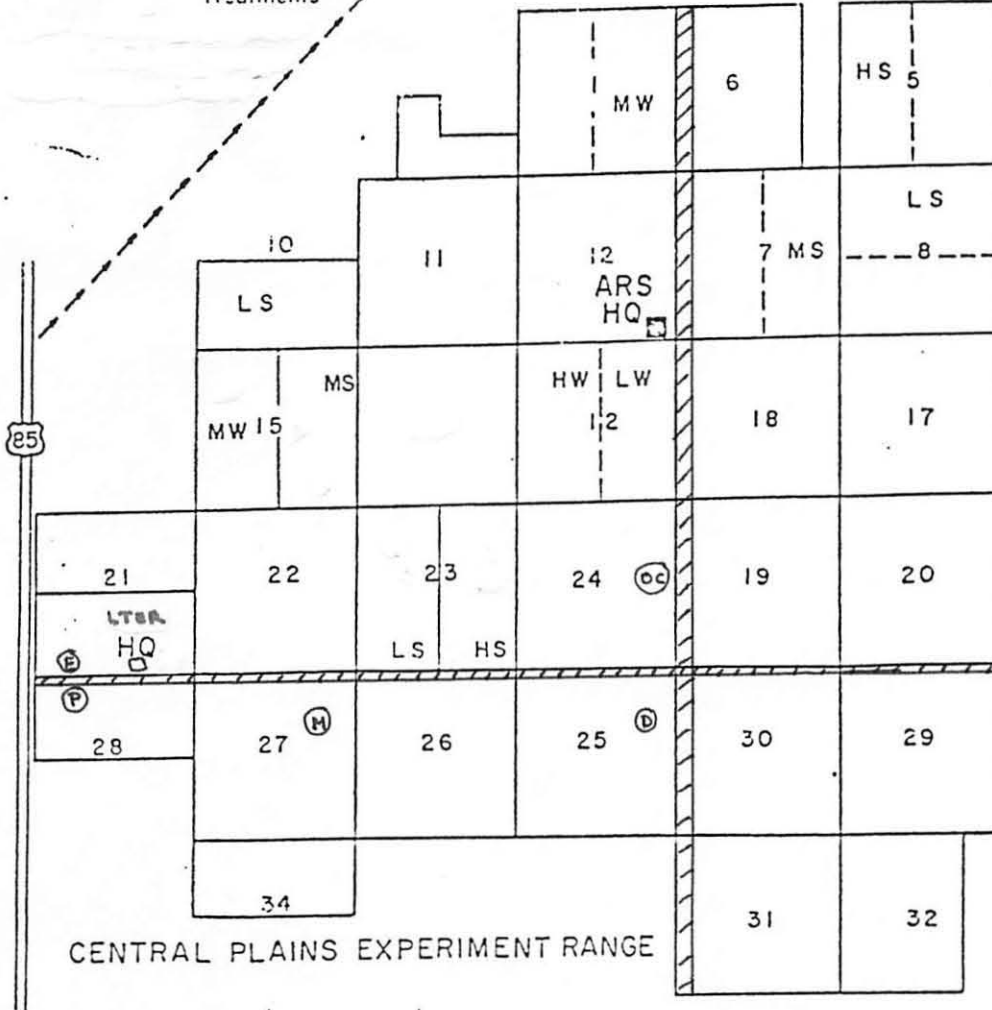 MW
6
HS 5
LS
10
11
12
7 MS
8
ARS
HQ
LS
MS
HW LW
MW 15
12
18
17
85
21
22
23
24
OC
19
20
LTER
HQ
LS HS
E
P
M
D
28
27
26
25
30
29
34
31
32
CENTRAL PLAINS EXPERIMENT RANGE